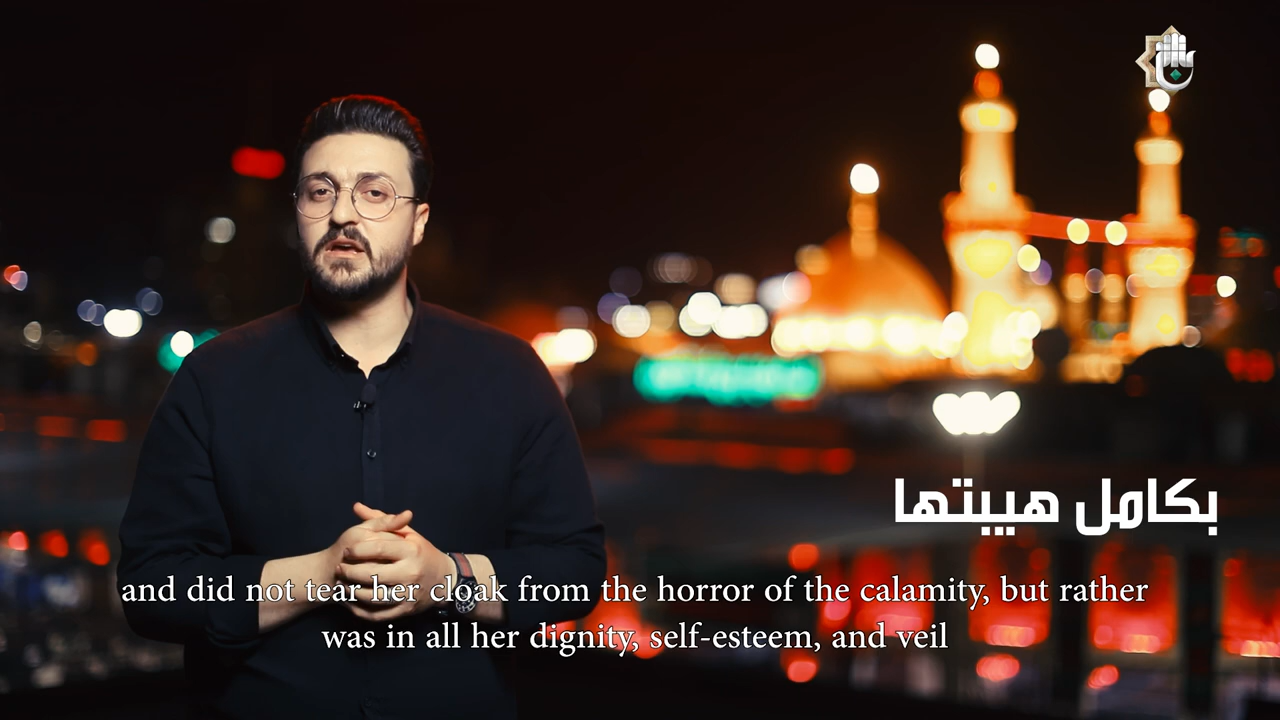 بكامل هيبتها
and did not tear her cloak from the horror of the calamity, but rather
was in all her dignity, self-esteem, and veil